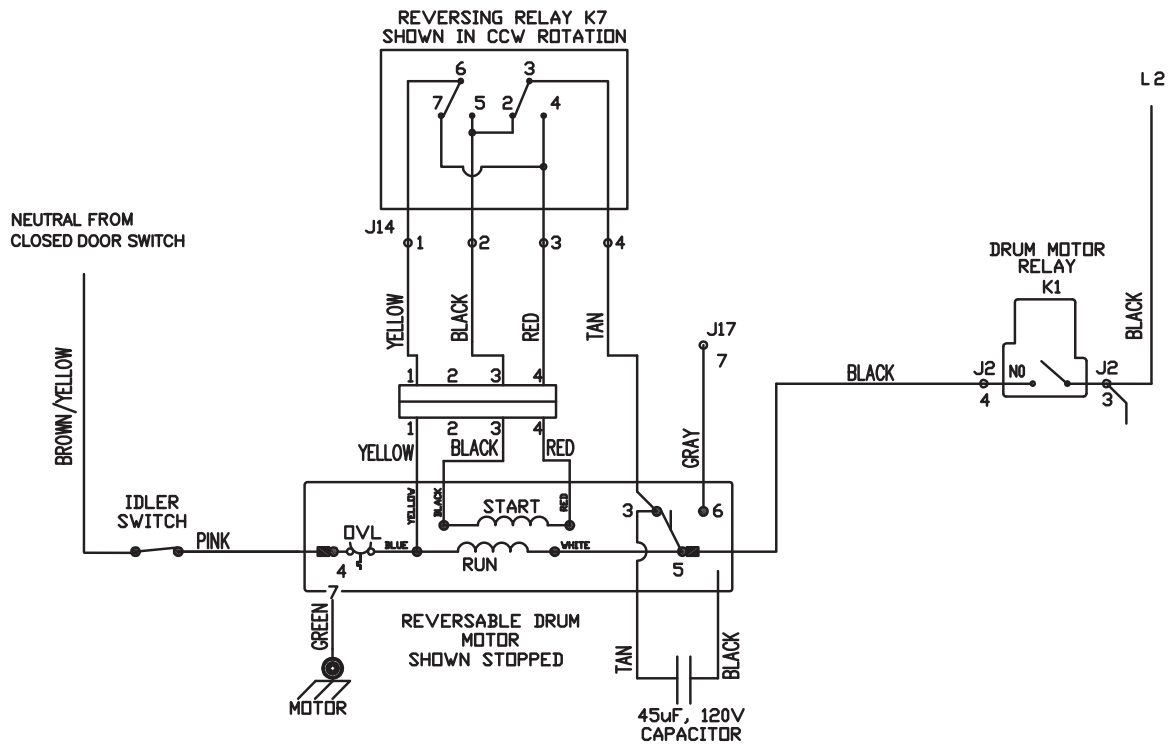 REVERSING RELAY K7
SHOWN IN CCW ROTATION
6
3
7
5
2
4
L2
NEUTRAL FROM
CLOSED DOOR SWITCH
J14
1
2
3
4
DRUM MOTOR
RELAY
K1
YELLOW
BLACK
RED
TAN
J17
7
BLACK
BLACK
J2
NO
J2
4
3
1
2
3
4
BROWN/YELLOW
1
2
3
4
YELLOW
BLACK
RED
GRAY
IDLER
SWITCH
PINK
YELLOW
BLACK
START
RED
3
6
OVL
BLUE
WHITE
4
RUN
5
7
GREEN
REVERSABLE DRUM
MOTOR
SHOWN STOPPED
TAN
BLACK
MOTOR
45uF, 120V
CAPACITOR